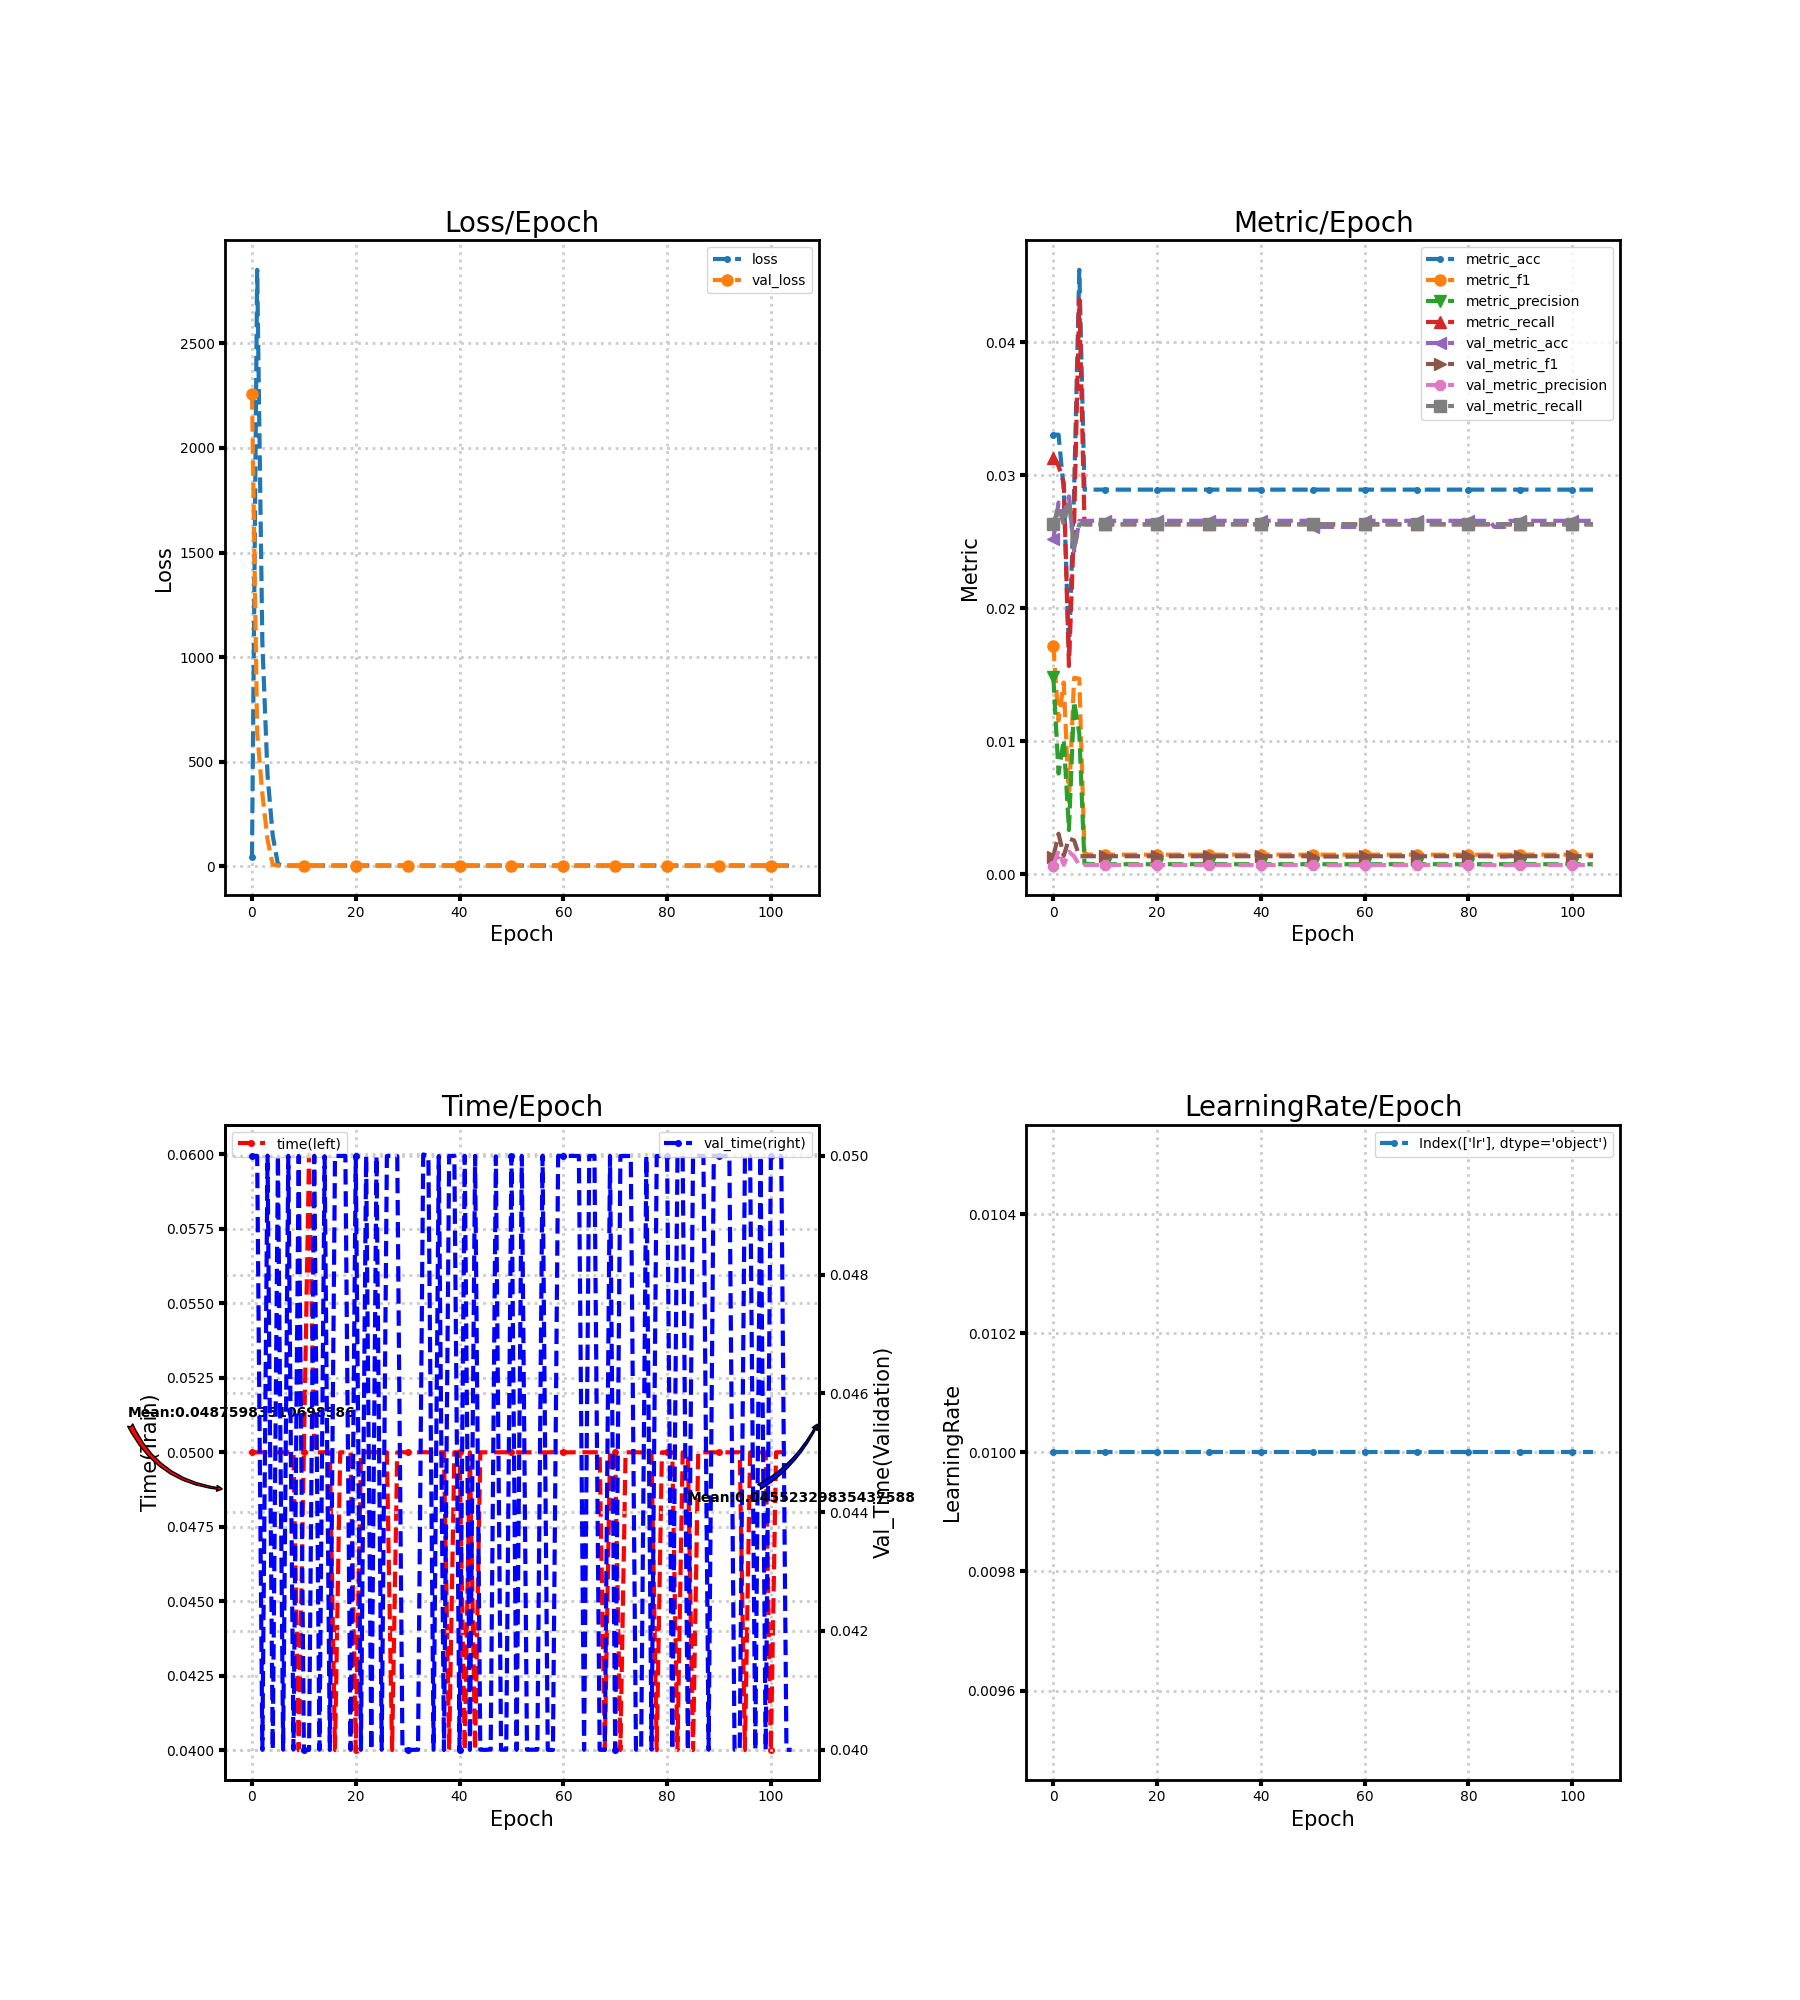 Loss/Epoch
loss
val_loss
2500
2000
1500
1000
500
0
Loss
0 20 40 60 80 100
Epoch
Metric/Epoch
metric_acc
metric_f1
metric_precision
metric_recall
val_metric_acc
val_metric_f1
val_metric_precision
val_metric_recall
0.04
0.03
0.02
0.01
0.00
Metric
0 20 40 60 80 100
Epoch
Time/Epoch
time(left)
val_time(right)
0.0600
0.0575
0.0550
0.0525
0.0500
0.0475
0.0450
0.0425
0.0400
Time(Train)
0.050
0.048
0.046
0.044
0.042
0.040
Val_Time(Validation)
0 20 40 60 80 100
Epoch
LearningRate/Epoch
Index(['lr'], dtype='object')
0.0104
0.0102
0.0100
0.0098
0.0096
LearningRate
0 20 40 60 80 100
Epoch